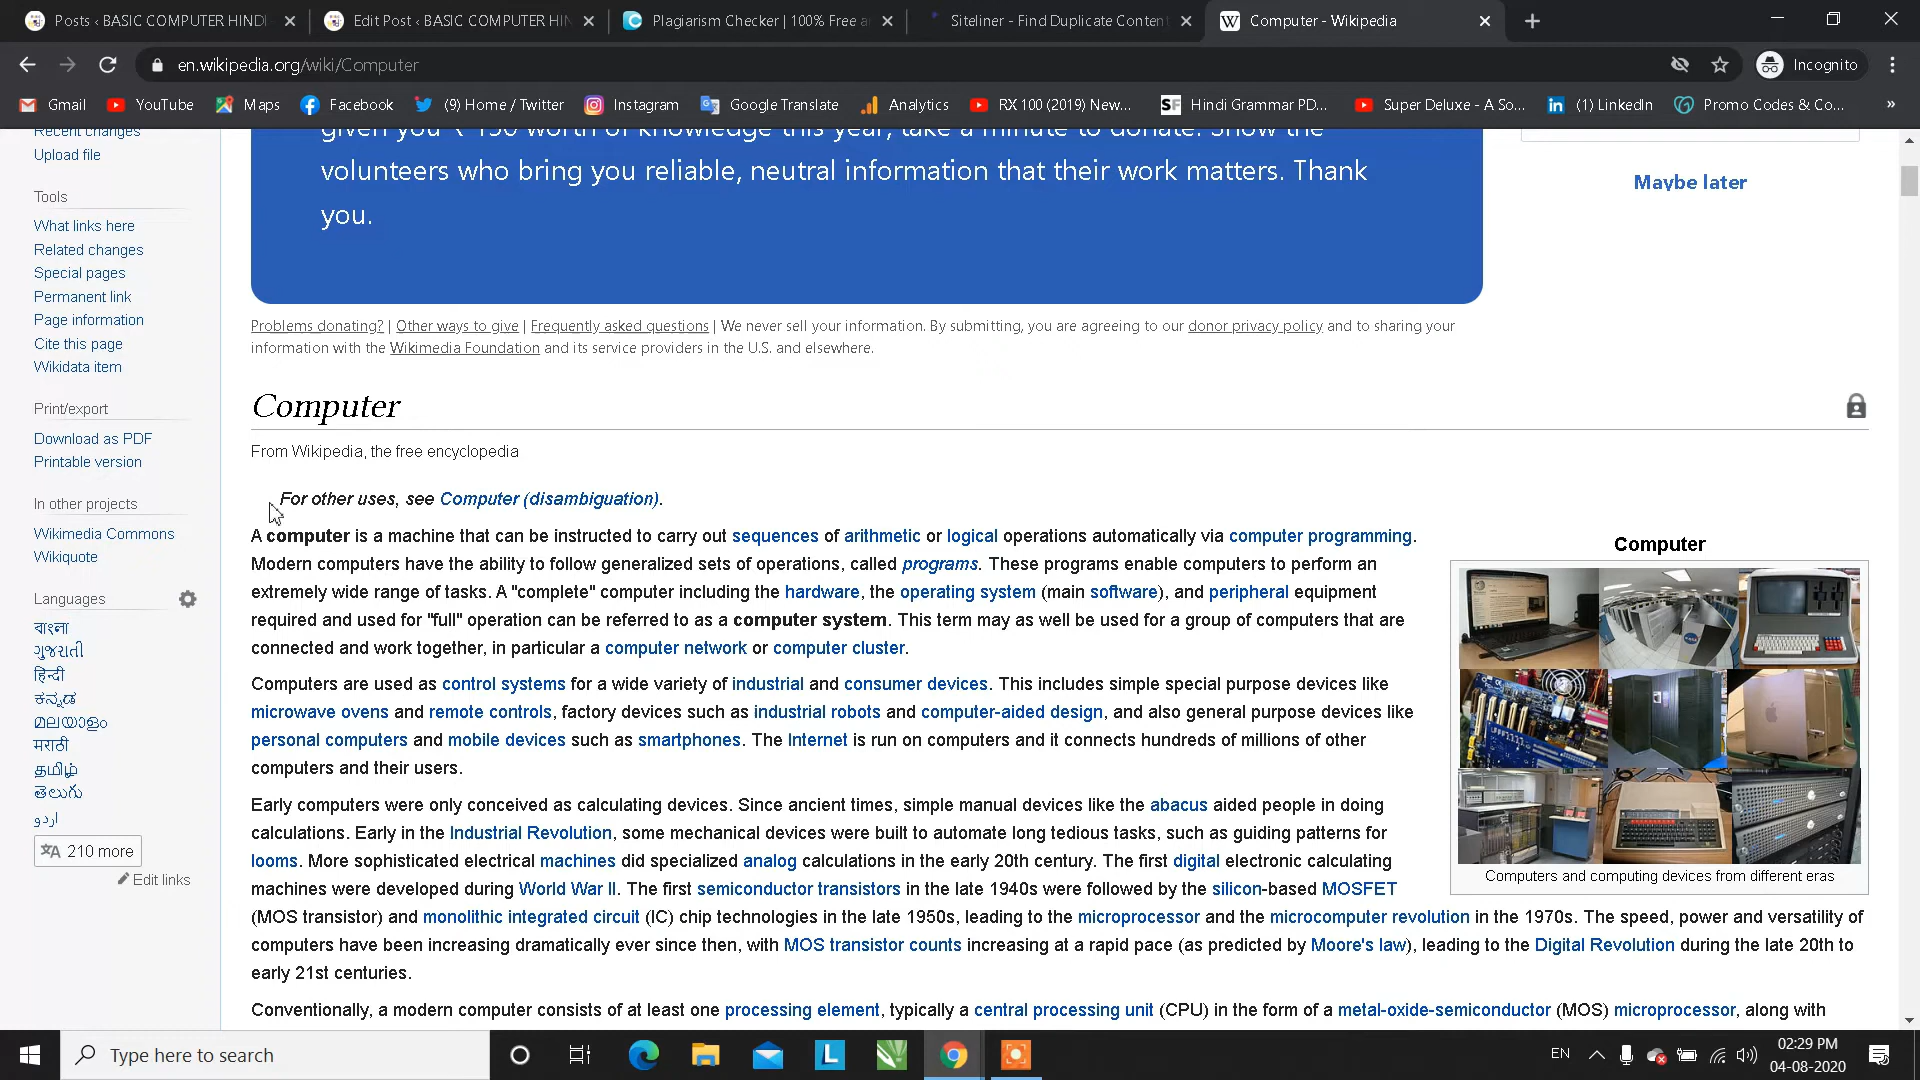 Posts ‹ BASIC COMPUTER HINDI
Edit Post ‹ BASIC COMPUTER HIN
Plagiarism Checker | 100% Free a
Siteliner - Find Duplicate Content
Computer - Wikipedia
en.wikipedia.org/wiki/Computer
Incognito
Gmail
YouTube
Maps
Facebook
(9) Home / Twitter
Instagram
Google Translate
Analytics
RX 100 (2019) New...
Hindi Grammar PD...
Super Deluxe - A So...
(1) LinkedIn
Promo Codes & Co...
»
Recent changes
Upload file
Tools
What links here
Related changes
Special pages
Permanent link
Page information
Cite this page
Wikidata item
Print/export
Download as PDF
Printable version
In other projects
Wikimedia Commons
Wikiquote
Languages
বাংলা
ગુજરાતી
हिन्दी
ಕನ್ನಡ
മലയാളം
मराठी
தமிழ்
తెలుగు
اردو
210 more
Edit links
given you ₹ 150 worth of knowledge this year, take a minute to donate. Show the
volunteers who bring you reliable, neutral information that their work matters. Thank
you.
Maybe later
Problems donating? | Other ways to give | Frequently asked questions | We never sell your information. By submitting, you are agreeing to our donor privacy policy and to sharing your
information with the Wikimedia Foundation and its service providers in the U.S. and elsewhere.
Computer
From Wikipedia, the free encyclopedia
For other uses, see Computer (disambiguation).
A computer is a machine that can be instructed to carry out sequences of arithmetic or logical operations automatically via computer programming.
Modern computers have the ability to follow generalized sets of operations, called programs. These programs enable computers to perform an
extremely wide range of tasks. A "complete" computer including the hardware, the operating system (main software), and peripheral equipment
required and used for "full" operation can be referred to as a computer system. This term may as well be used for a group of computers that are
connected and work together, in particular a computer network or computer cluster.
Computers are used as control systems for a wide variety of industrial and consumer devices. This includes simple special purpose devices like
microwave ovens and remote controls, factory devices such as industrial robots and computer-aided design, and also general purpose devices like
personal computers and mobile devices such as smartphones. The Internet is run on computers and it connects hundreds of millions of other
computers and their users.
Early computers were only conceived as calculating devices. Since ancient times, simple manual devices like the abacus aided people in doing
calculations. Early in the Industrial Revolution, some mechanical devices were built to automate long tedious tasks, such as guiding patterns for
looms. More sophisticated electrical machines did specialized analog calculations in the early 20th century. The first digital electronic calculating
machines were developed during World War II. The first semiconductor transistors in the late 1940s were followed by the silicon-based MOSFET
(MOS transistor) and monolithic integrated circuit (IC) chip technologies in the late 1950s, leading to the microprocessor and the microcomputer revolution in the 1970s. The speed, power and versatility of
computers have been increasing dramatically ever since then, with MOS transistor counts increasing at a rapid pace (as predicted by Moore's law), leading to the Digital Revolution during the late 20th to
early 21st centuries.
Conventionally, a modern computer consists of at least one processing element, typically a central processing unit (CPU) in the form of a metal-oxide-semiconductor (MOS) microprocessor, along with
Computer
Computers and computing devices from different eras
Type here to search
EN
02:29 PM
04-08-2020